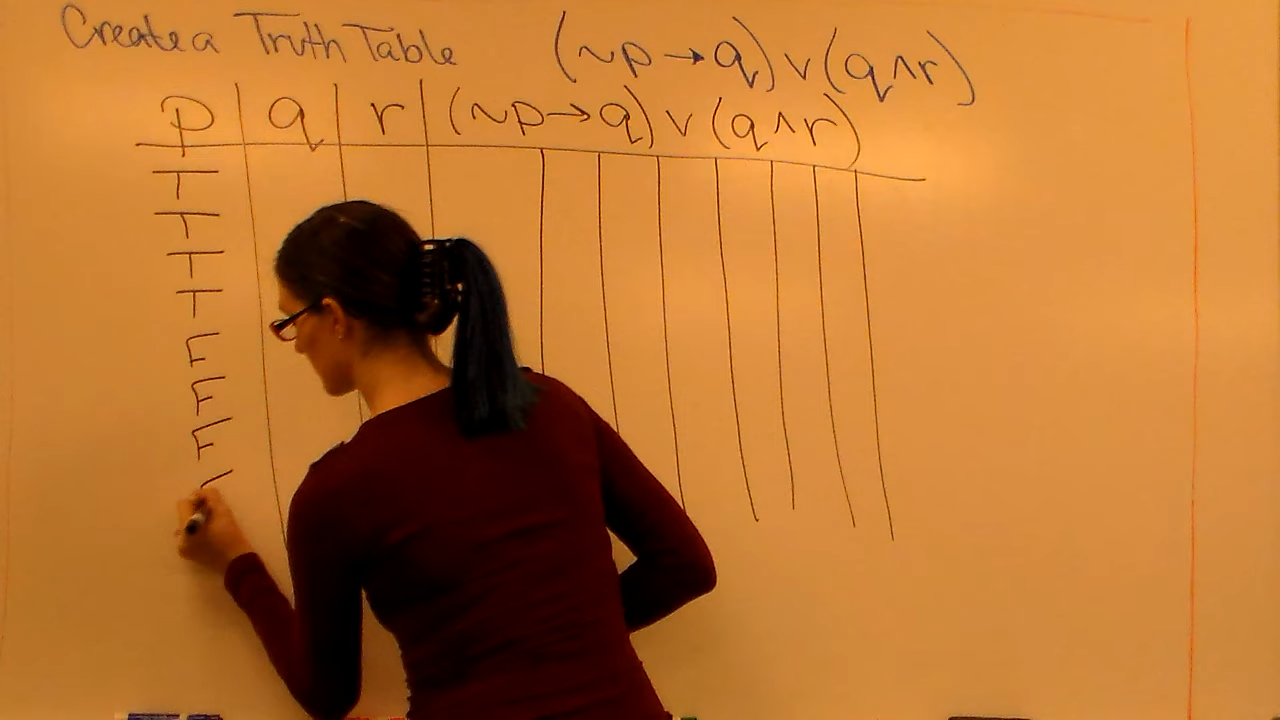 Create a Truth Table (~p→q)∨(q∧r)
p q r (~p→q)∨(q∧r)
T
T
T
T
F
F
F